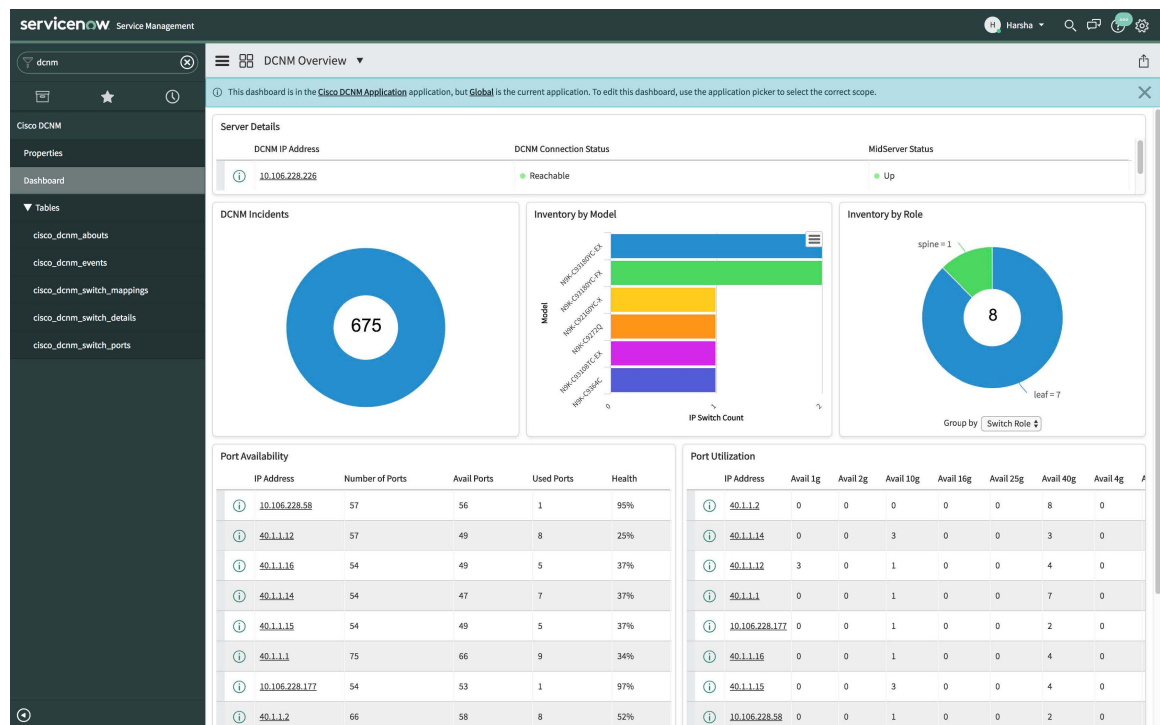 servicenow Service Management
H Harsha
dcnm
DCNM Overview
This dashboard is in the Cisco DCNM Application application, but Global is the current application. To edit this dashboard, use the application picker to select the correct scope.
Cisco DCNM
Properties
Dashboard
Tables
cisco_dcnm_abouts
cisco_dcnm_events
cisco_dcnm_switch_mappings
cisco_dcnm_switch_details
cisco_dcnm_switch_ports
Server Details
DCNM IP Address DCNM Connection Status MidServer Status
10.106.228.226 Reachable Up
DCNM Incidents
675
Inventory by Model
Model
N9K-C93180YC-EX
N9K-C93180YC-FX
N9K-C92160YC-X
N9K-C9272Q
N9K-C93108TC-EX
N9K-C9364C
0 1 2
IP Switch Count
Inventory by Role
spine = 1
8
leaf = 7
Group by Switch Role
Port Availability
IP Address Number of Ports Avail Ports Used Ports Health
10.106.228.58 57 56 1 95%
40.1.1.12 57 49 8 25%
40.1.1.16 54 49 5 37%
40.1.1.14 54 47 7 37%
40.1.1.15 54 49 5 37%
40.1.1.1 75 66 9 34%
10.106.228.177 54 53 1 97%
40.1.1.2 66 58 8 52%
Port Utilization
IP Address Avail 1g Avail 2g Avail 10g Avail 16g Avail 25g Avail 40g Avail 4g
40.1.1.2 0 0 0 0 0 8 0
40.1.1.14 0 0 3 0 0 3 0
40.1.1.12 3 0 1 0 0 4 0
40.1.1.1 0 0 1 0 0 7 0
10.106.228.177 0 0 1 0 0 2 0
40.1.1.16 0 0 1 0 0 4 0
40.1.1.15 0 0 3 0 0 4 0
10.106.228.58 0 0 1 0 0 2 0